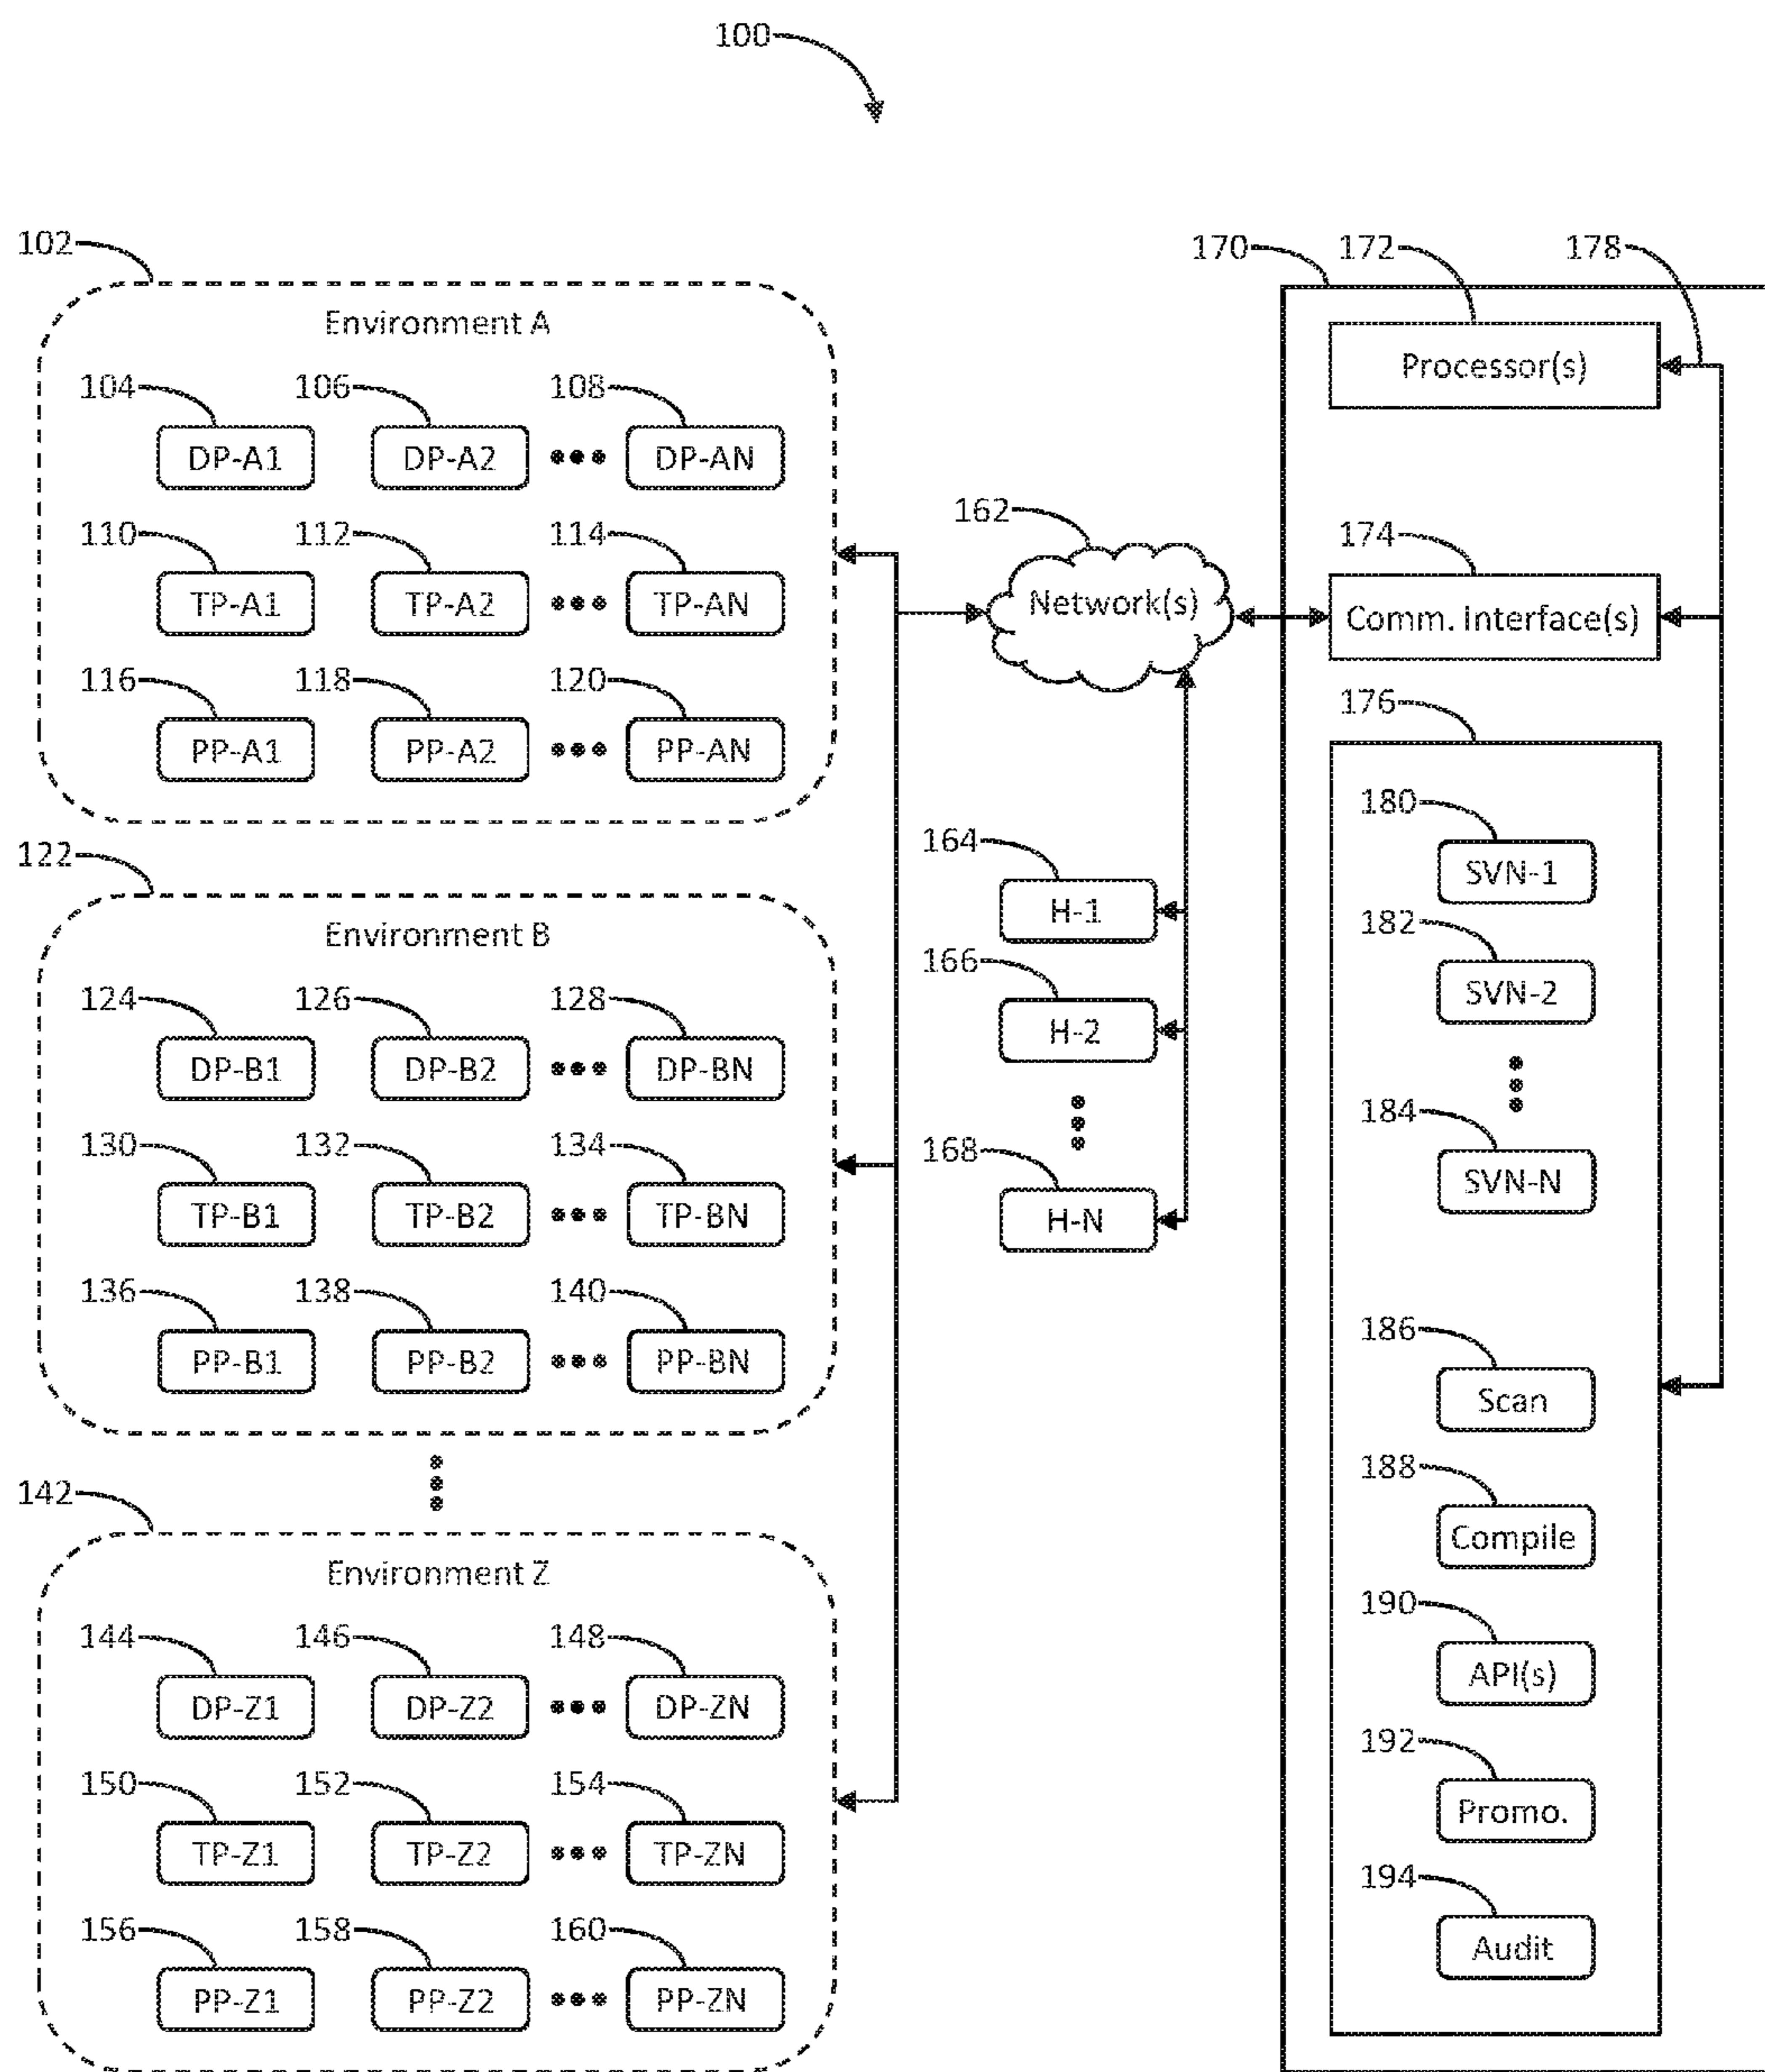 100
102
Environment A
104 106 108
DP-A1 DP-A2 ••• DP-AN
110 112 114
TP-A1 TP-A2 ••• TP-AN
116 118 120
PP-A1 PP-A2 ••• PP-AN
122
Environment B
124 126 128
DP-B1 DP-B2 ••• DP-BN
130 132 134
TP-B1 TP-B2 ••• TP-BN
136 138 140
PP-B1 PP-B2 ••• PP-BN
142
Environment Z
144 146 148
DP-Z1 DP-Z2 ••• DP-ZN
150 152 154
TP-Z1 TP-Z2 ••• TP-ZN
156 158 160
PP-Z1 PP-Z2 ••• PP-ZN
162
Network(s)
164
H-1
166
H-2
168
H-N
170 172 178
Processor(s)
174
Comm. interface(s)
176
180
SVN-1
182
SVN-2
184
SVN-N
186
Scan
188
Compile
190
API(s)
192
Promo.
194
Audit